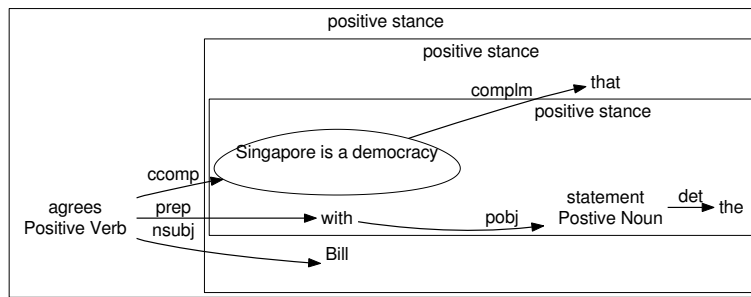 positive stance
positive stance
complm
that
positive stance
Singapore is a democracy
ccomp
agrees
Positive Verb
prep
nsubj
with
pobj
statement
Postive Noun
det
the
Bill